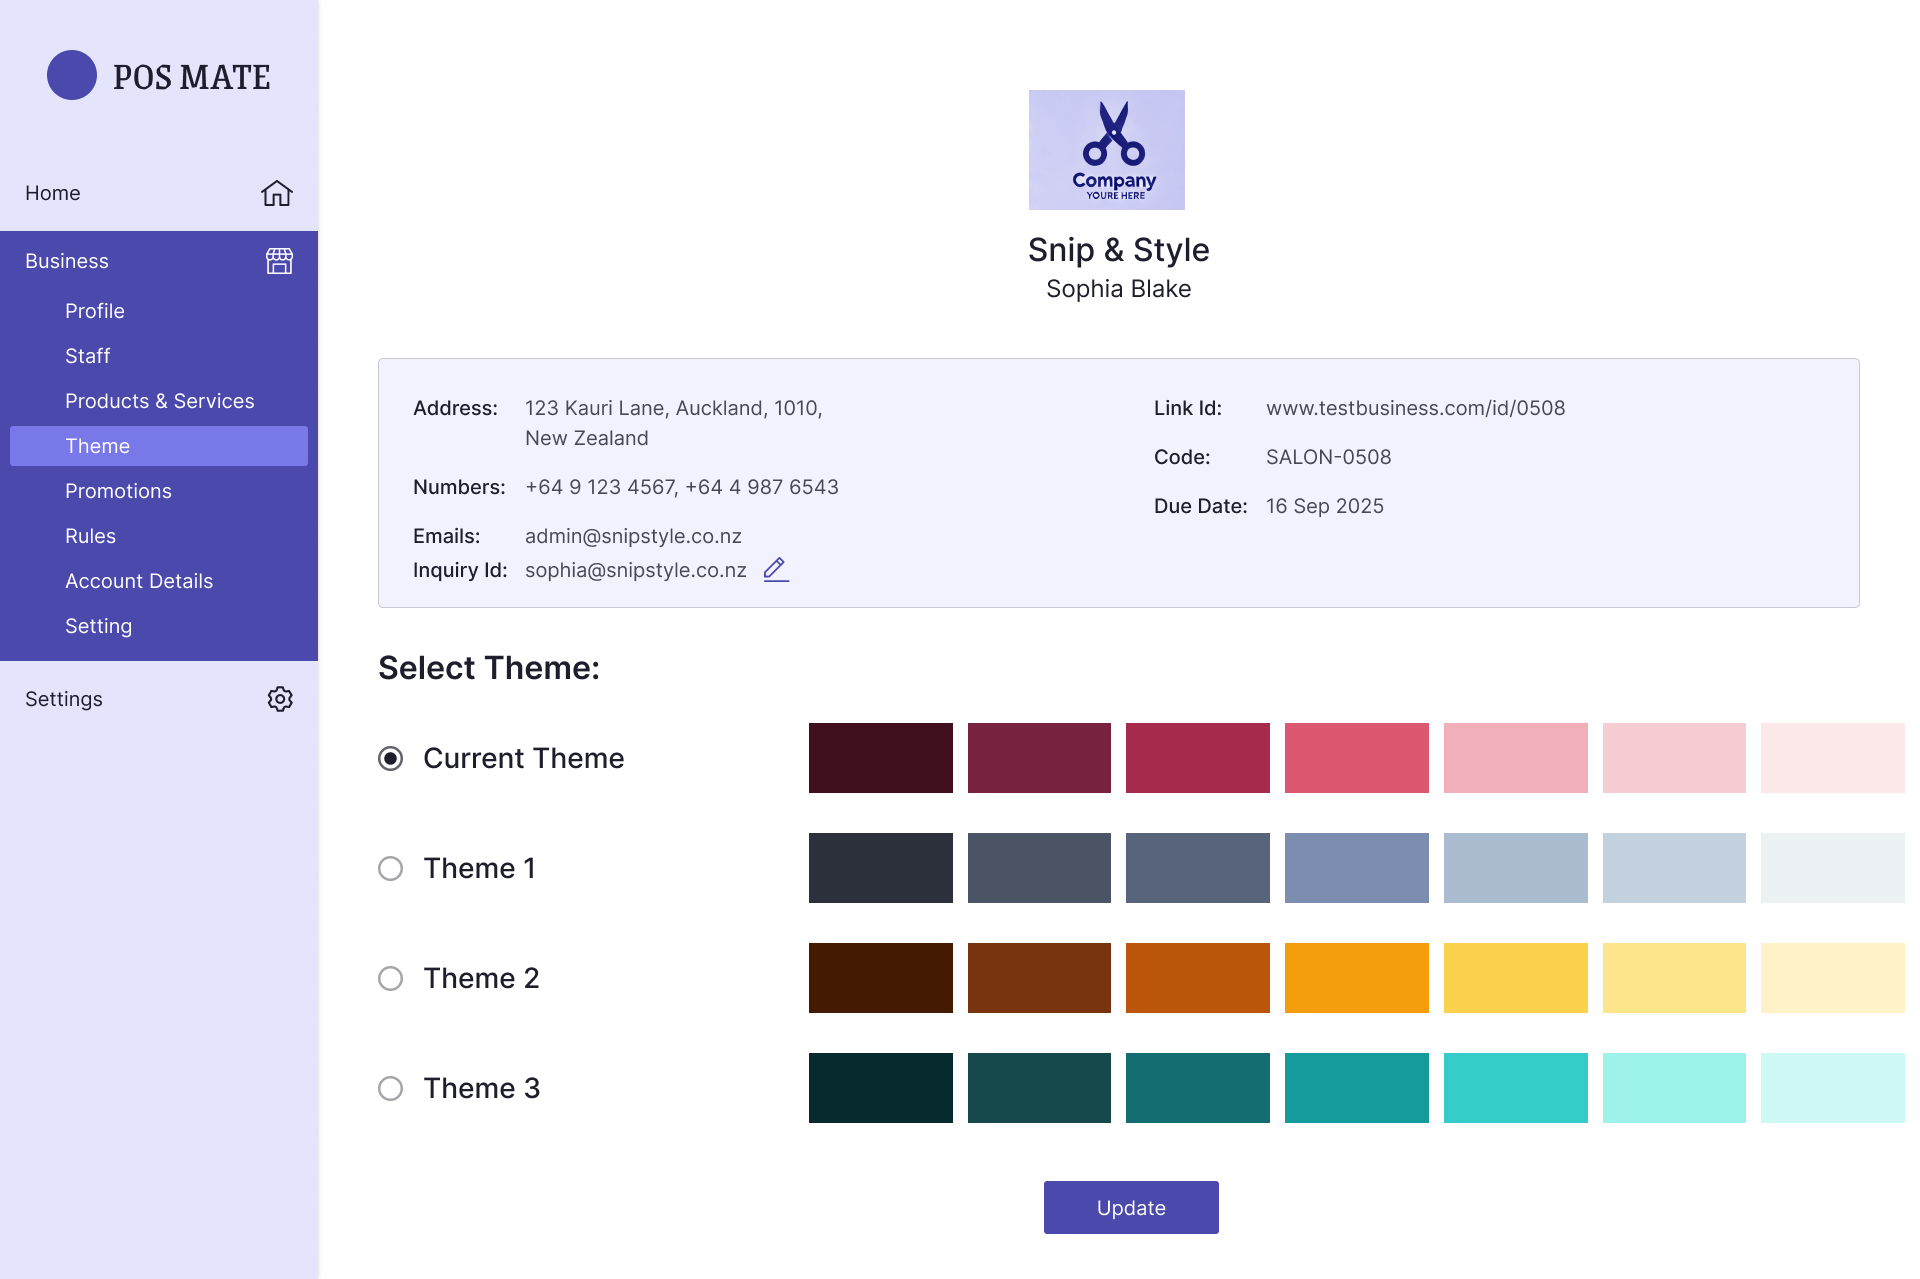 POS MATE
Home
Business
Profile
Staff
Products & Services
Theme
Promotions
Rules
Account Details
Setting
Settings
Company
YOURE HERE
Snip & Style
Sophia Blake
Address: 123 Kauri Lane, Auckland, 1010,
New Zealand
Numbers: +64 9 123 4567, +64 4 987 6543
Emails: admin@snipstyle.co.nz
Inquiry Id: sophia@snipstyle.co.nz
Link Id: www.testbusiness.com/id/0508
Code: SALON-0508
Due Date: 16 Sep 2025
Select Theme:
Current Theme
Theme 1
Theme 2
Theme 3
Update